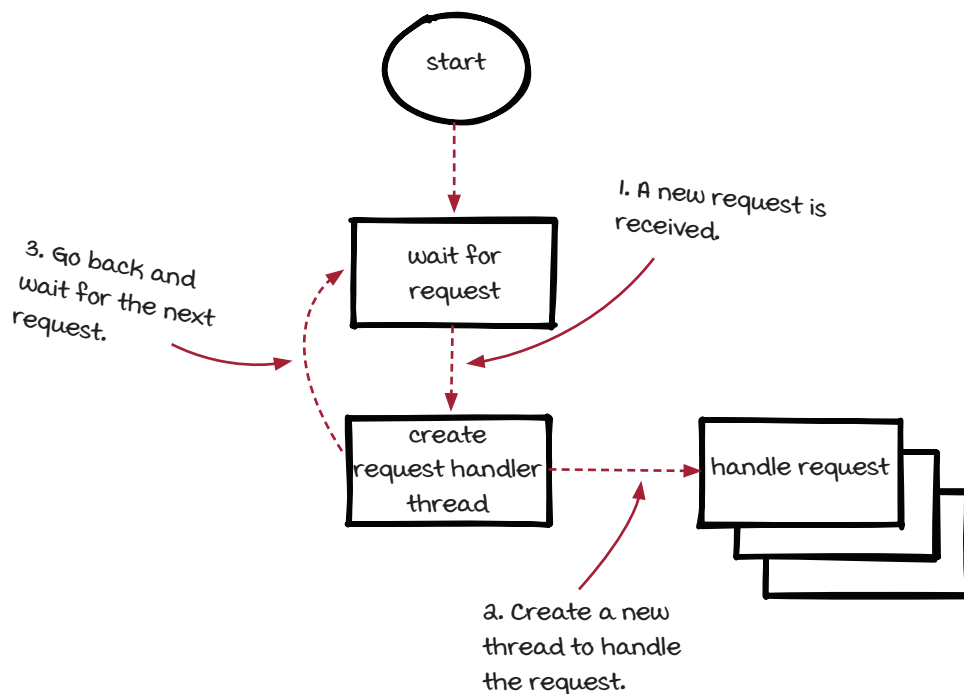 start
1. A new request is
received.
wait for
request
3. Go back and
wait for the next
request.
create
request handler
thread
handle request
2. Create a new
thread to handle
the request.